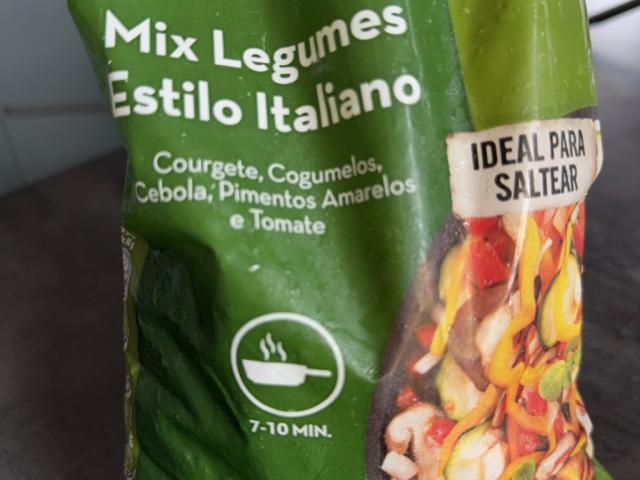 Mix Legumes
Estilo Italiano
Courgete, Cogumelos,
Cebola, Pimentos Amarelos
e Tomate
IDEAL PARA
SALTEAR
7-10 MIN.